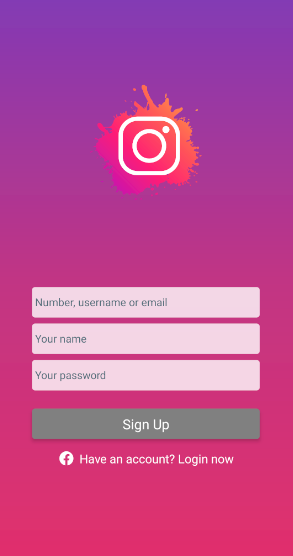 Number, username or email
Your name
Your password
Sign Up
Have an account? Login now